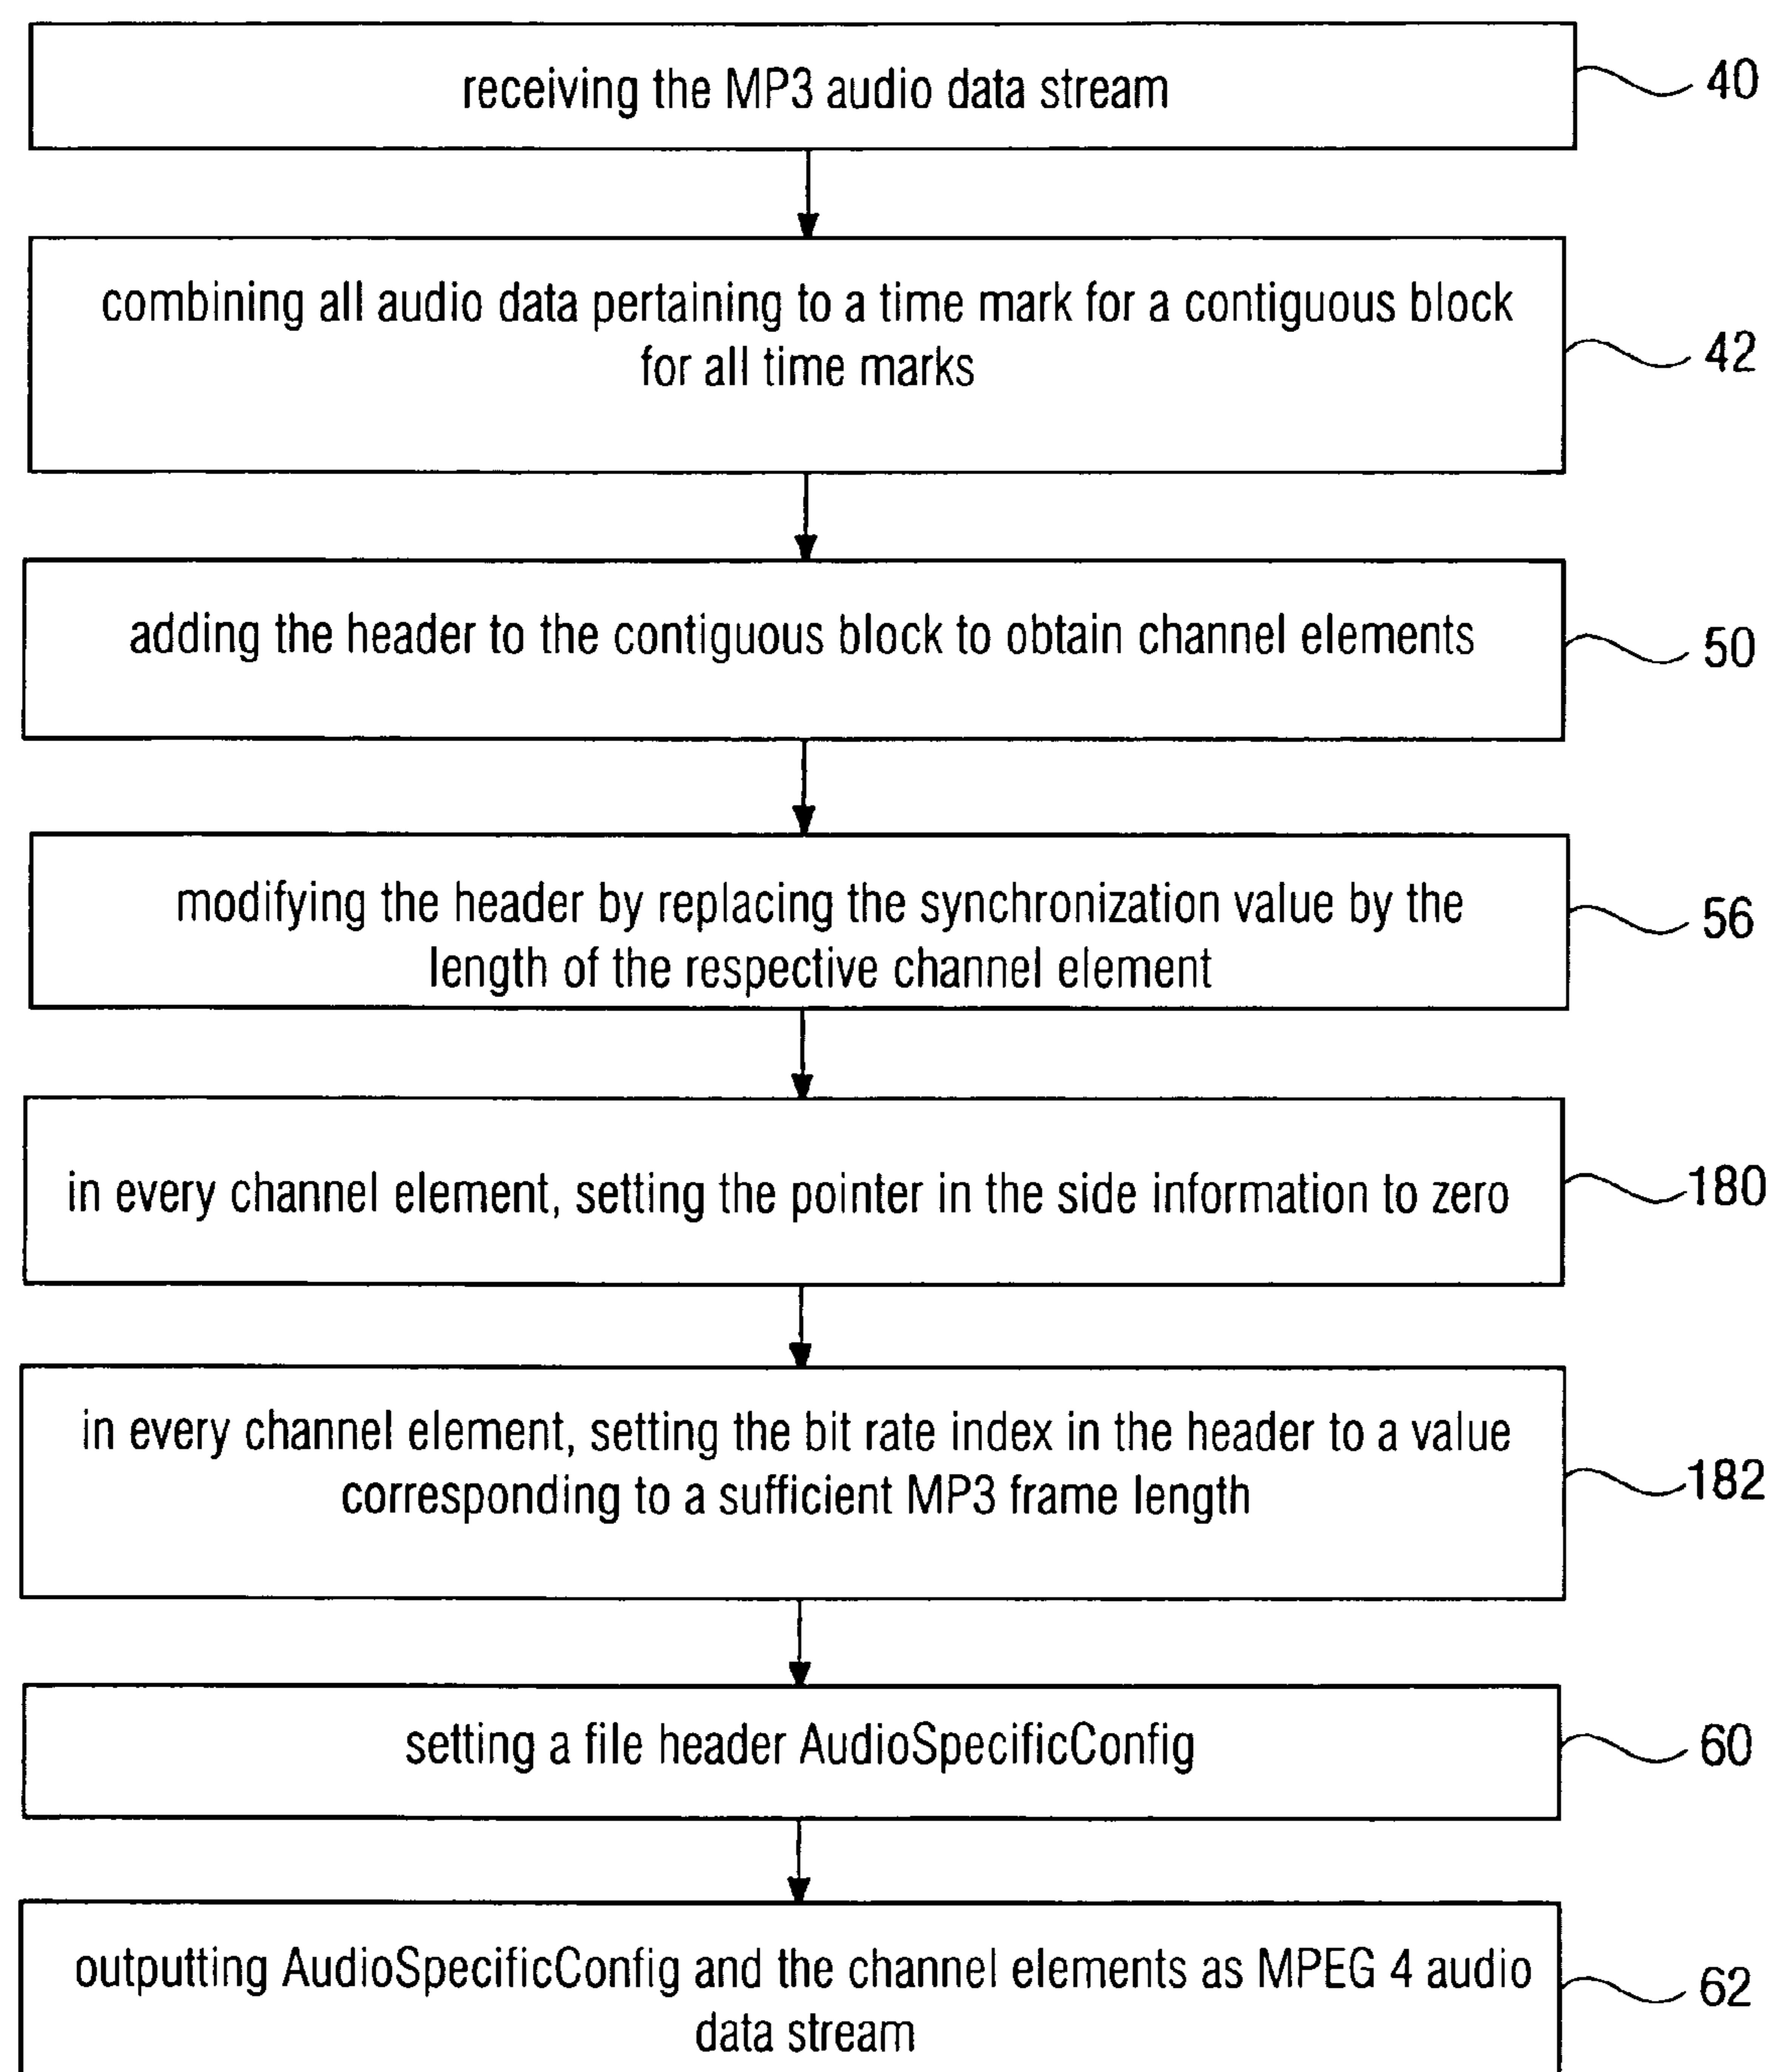 receiving the MP3 audio data stream
40
combining all audio data pertaining to a time mark for a contiguous block
for all time marks
42
adding the header to the contiguous block to obtain channel elements
50
modifying the header by replacing the synchronization value by the
length of the respective channel element
56
in every channel element, setting the pointer in the side information to zero
180
in every channel element, setting the bit rate index in the header to a value
corresponding to a sufficient MP3 frame length
182
setting a file header AudioSpecificConfig
60
outputting AudioSpecificConfig and the channel elements as MPEG 4 audio
data stream
62